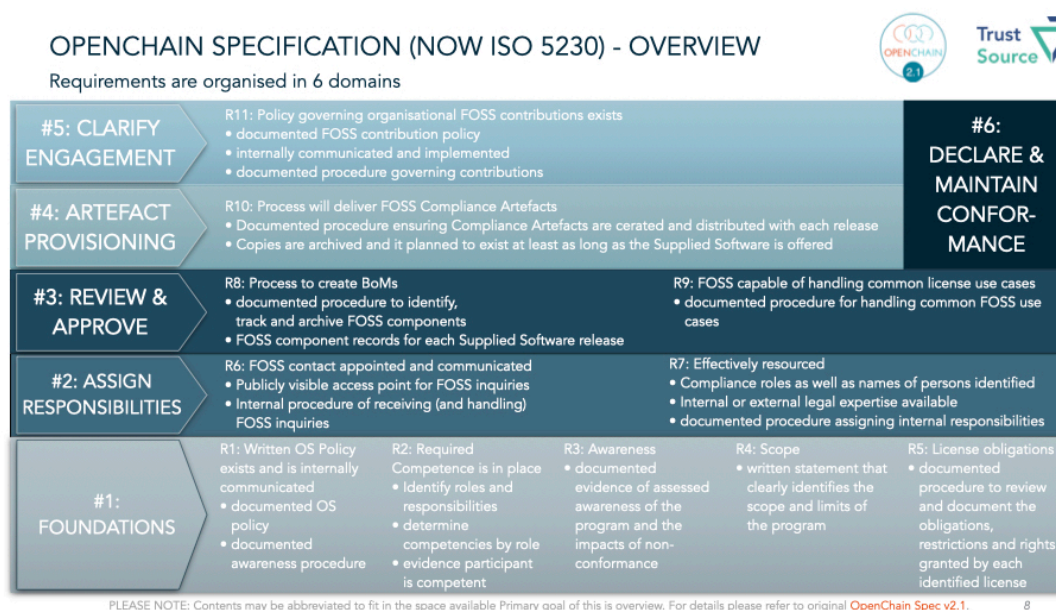 OPENCHAIN SPECIFICATION (NOW ISO 5230) - OVERVIEW
Requirements are organised in 6 domains
OPENCHAIN
2.1
Trust
Source
#5: CLARIFY
ENGAGEMENT
R11: Policy governing organisational FOSS contributions exists
• documented FOSS contribution policy
• internally communicated and implemented
• documented procedure governing contributions
#6:
DECLARE &
MAINTAIN
CONFOR-
MANCE
#4: ARTEFACT
PROVISIONING
R10: Process will deliver FOSS Compliance Artefacts
• Documented procedure ensuring Compliance Artefacts are cerated and distributed with each release
• Copies are archived and it planned to exist at least as long as the Supplied Software is offered
#3: REVIEW &
APPROVE
R8: Process to create BoMs
• documented procedure to identify,
track and archive FOSS components
• FOSS component records for each Supplied Software release
R9: FOSS capable of handling common license use cases
• documented procedure for handling common FOSS use
cases
#2: ASSIGN
RESPONSIBILITIES
R6: FOSS contact appointed and communicated
• Publicly visible access point for FOSS inquiries
• Internal procedure of receiving (and handling)
FOSS inquiries
R7: Effectively resourced
• Compliance roles as well as names of persons identified
• Internal or external legal expertise available
• documented procedure assigning internal responsibilities
#1:
FOUNDATIONS
R1: Written OS Policy
exists and is internally
communicated
• documented OS
policy
• documented
awareness procedure
R2: Required
Competence is in place
• Identify roles and
responsibilities
• determine
competencies by role
• evidence participant
is competent
R3: Awareness
• documented
evidence of assessed
awareness of the
program and the
impacts of non-
conformance
R4: Scope
• written statement that
clearly identifies the
scope and limits of
the program
R5: License obligations
• documented
procedure to review
and document the
obligations,
restrictions and rights
granted by each
identified license
PLEASE NOTE: Contents may be abbreviated to fit in the space available Primary goal of this is overview. For details please refer to original OpenChain Spec v2.1.
8